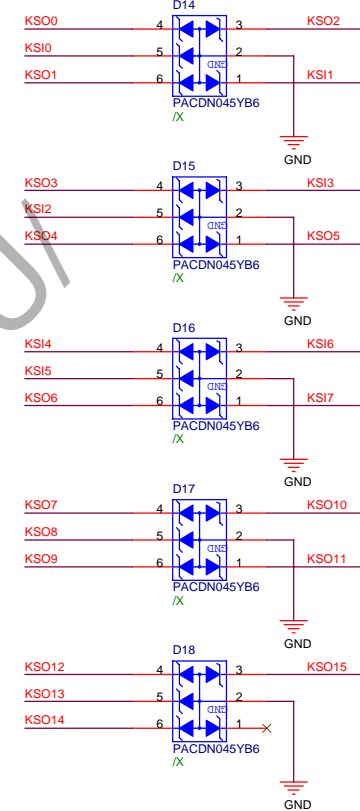 D14
KSO0 4 3 KSO2
KSI0 5 2
GND
KSO1 6 1 KSI1
PACDN045YB6
/X
GND
D15
KSO3 4 3 KSI3
KSI2 5 2
GND
KSO4 6 1 KSO5
PACDN045YB6
/X
GND
D16
KSI4 4 3 KSI6
KSI5 5 2
GND
KSO6 6 1 KSI7
PACDN045YB6
/X
GND
D17
KSO7 4 3 KSO10
KSO8 5 2
GND
KSO9 6 1 KSO11
PACDN045YB6
/X
GND
D18
KSO12 4 3 KSO15
KSO13 5 2
GND
KSO14 6 1
PACDN045YB6
/X
GND